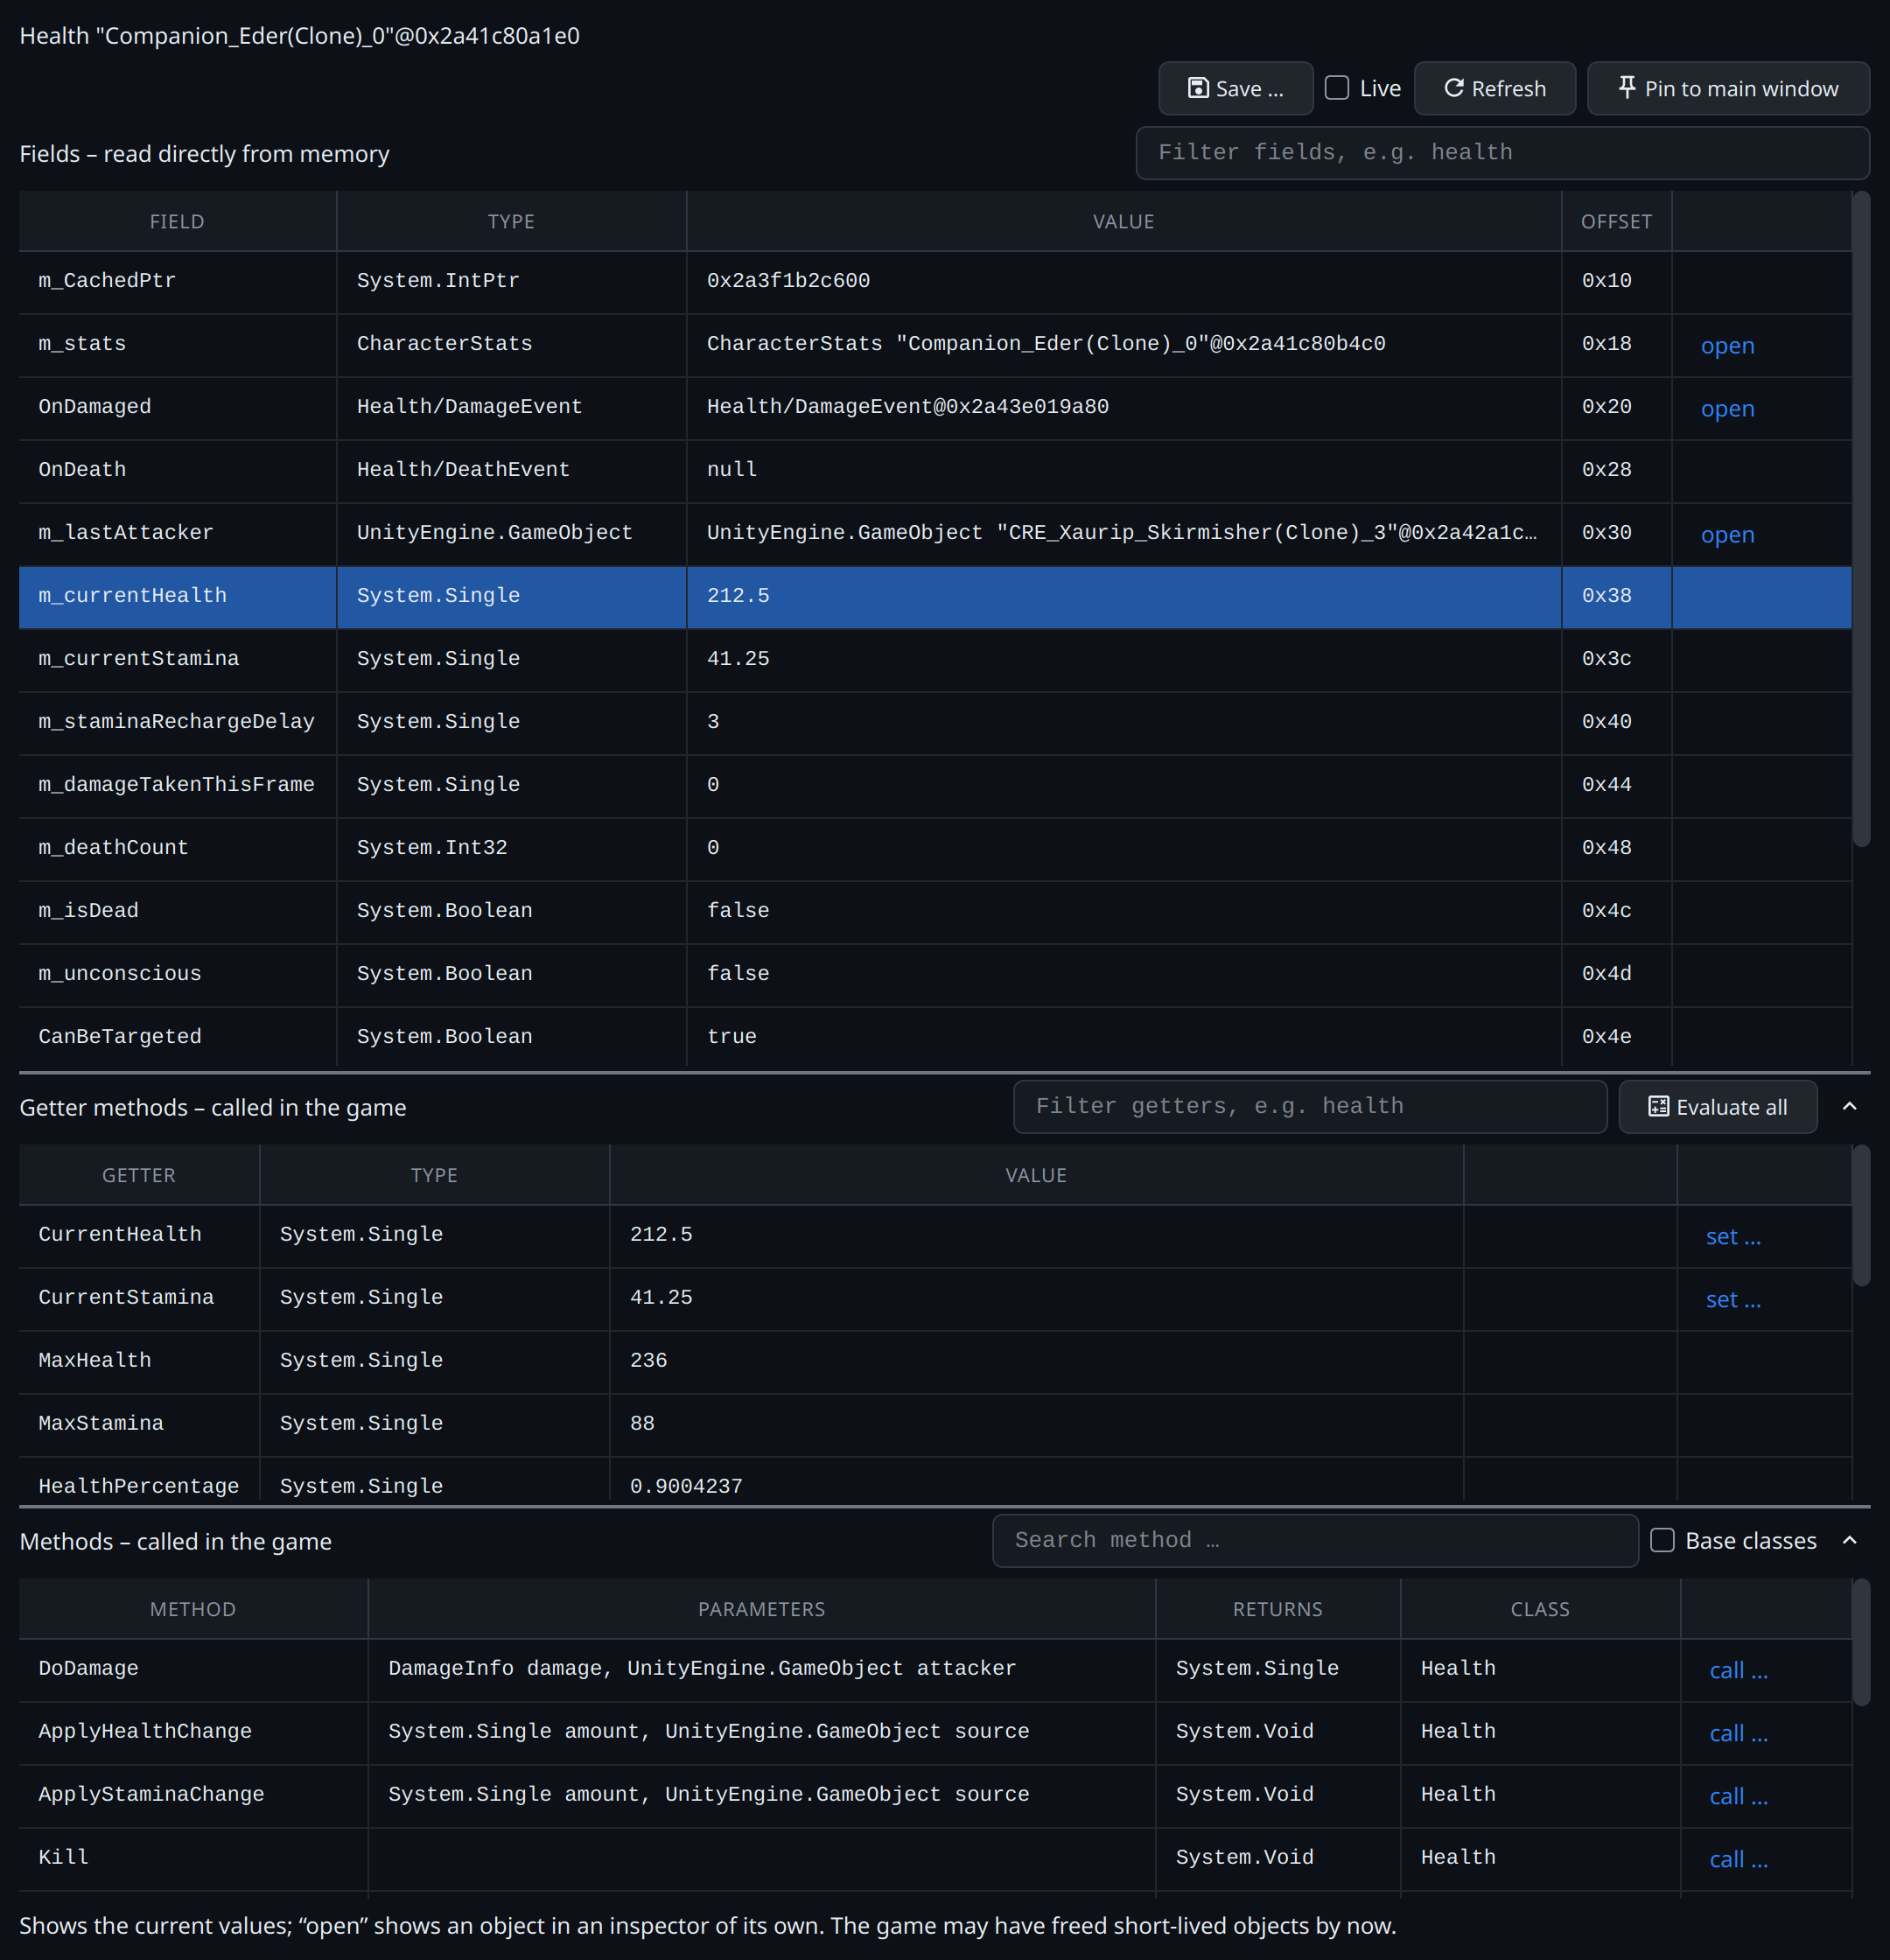 Health "Companion_Eder(Clone)_0"@0x2a41c80a1e0
Save ... Live Refresh Pin to main window
Fields – read directly from memory Filter fields, e.g. health
FIELD TYPE VALUE OFFSET
m_CachedPtr System.IntPtr 0x2a3f1b2c600 0x10
m_stats CharacterStats CharacterStats "Companion_Eder(Clone)_0"@0x2a41c80b4c0 0x18 open
OnDamaged Health/DamageEvent Health/DamageEvent@0x2a43e019a80 0x20 open
OnDeath Health/DeathEvent null 0x28
m_lastAttacker UnityEngine.GameObject UnityEngine.GameObject "CRE_Xaurip_Skirmisher(Clone)_3"@0x2a42a1c… 0x30 open
m_currentHealth System.Single 212.5 0x38
m_currentStamina System.Single 41.25 0x3c
m_staminaRechargeDelay System.Single 3 0x40
m_damageTakenThisFrame System.Single 0 0x44
m_deathCount System.Int32 0 0x48
m_isDead System.Boolean false 0x4c
m_unconscious System.Boolean false 0x4d
CanBeTargeted System.Boolean true 0x4e
Getter methods – called in the game Filter getters, e.g. health Evaluate all
GETTER TYPE VALUE
CurrentHealth System.Single 212.5 set ...
CurrentStamina System.Single 41.25 set ...
MaxHealth System.Single 236
MaxStamina System.Single 88
HealthPercentage System.Single 0.9004237
Methods – called in the game Search method … Base classes
METHOD PARAMETERS RETURNS CLASS
DoDamage DamageInfo damage, UnityEngine.GameObject attacker System.Single Health call ...
ApplyHealthChange System.Single amount, UnityEngine.GameObject source System.Void Health call ...
ApplyStaminaChange System.Single amount, UnityEngine.GameObject source System.Void Health call ...
Kill System.Void Health call ...
Shows the current values; “open” shows an object in an inspector of its own. The game may have freed short-lived objects by now.